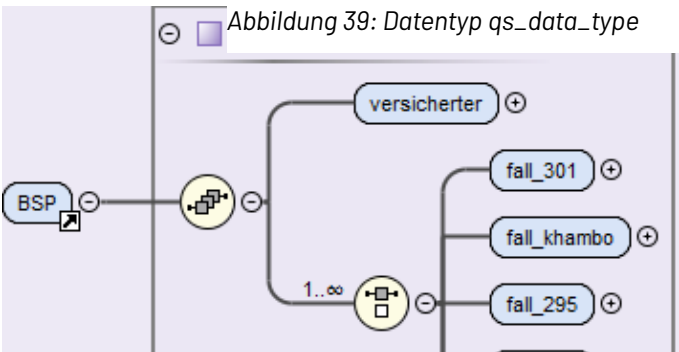 Abbildung 39: Datentyp qs_data_type
versicherter
fall_301
BSP
fall_khambo
1..∞
fall_295